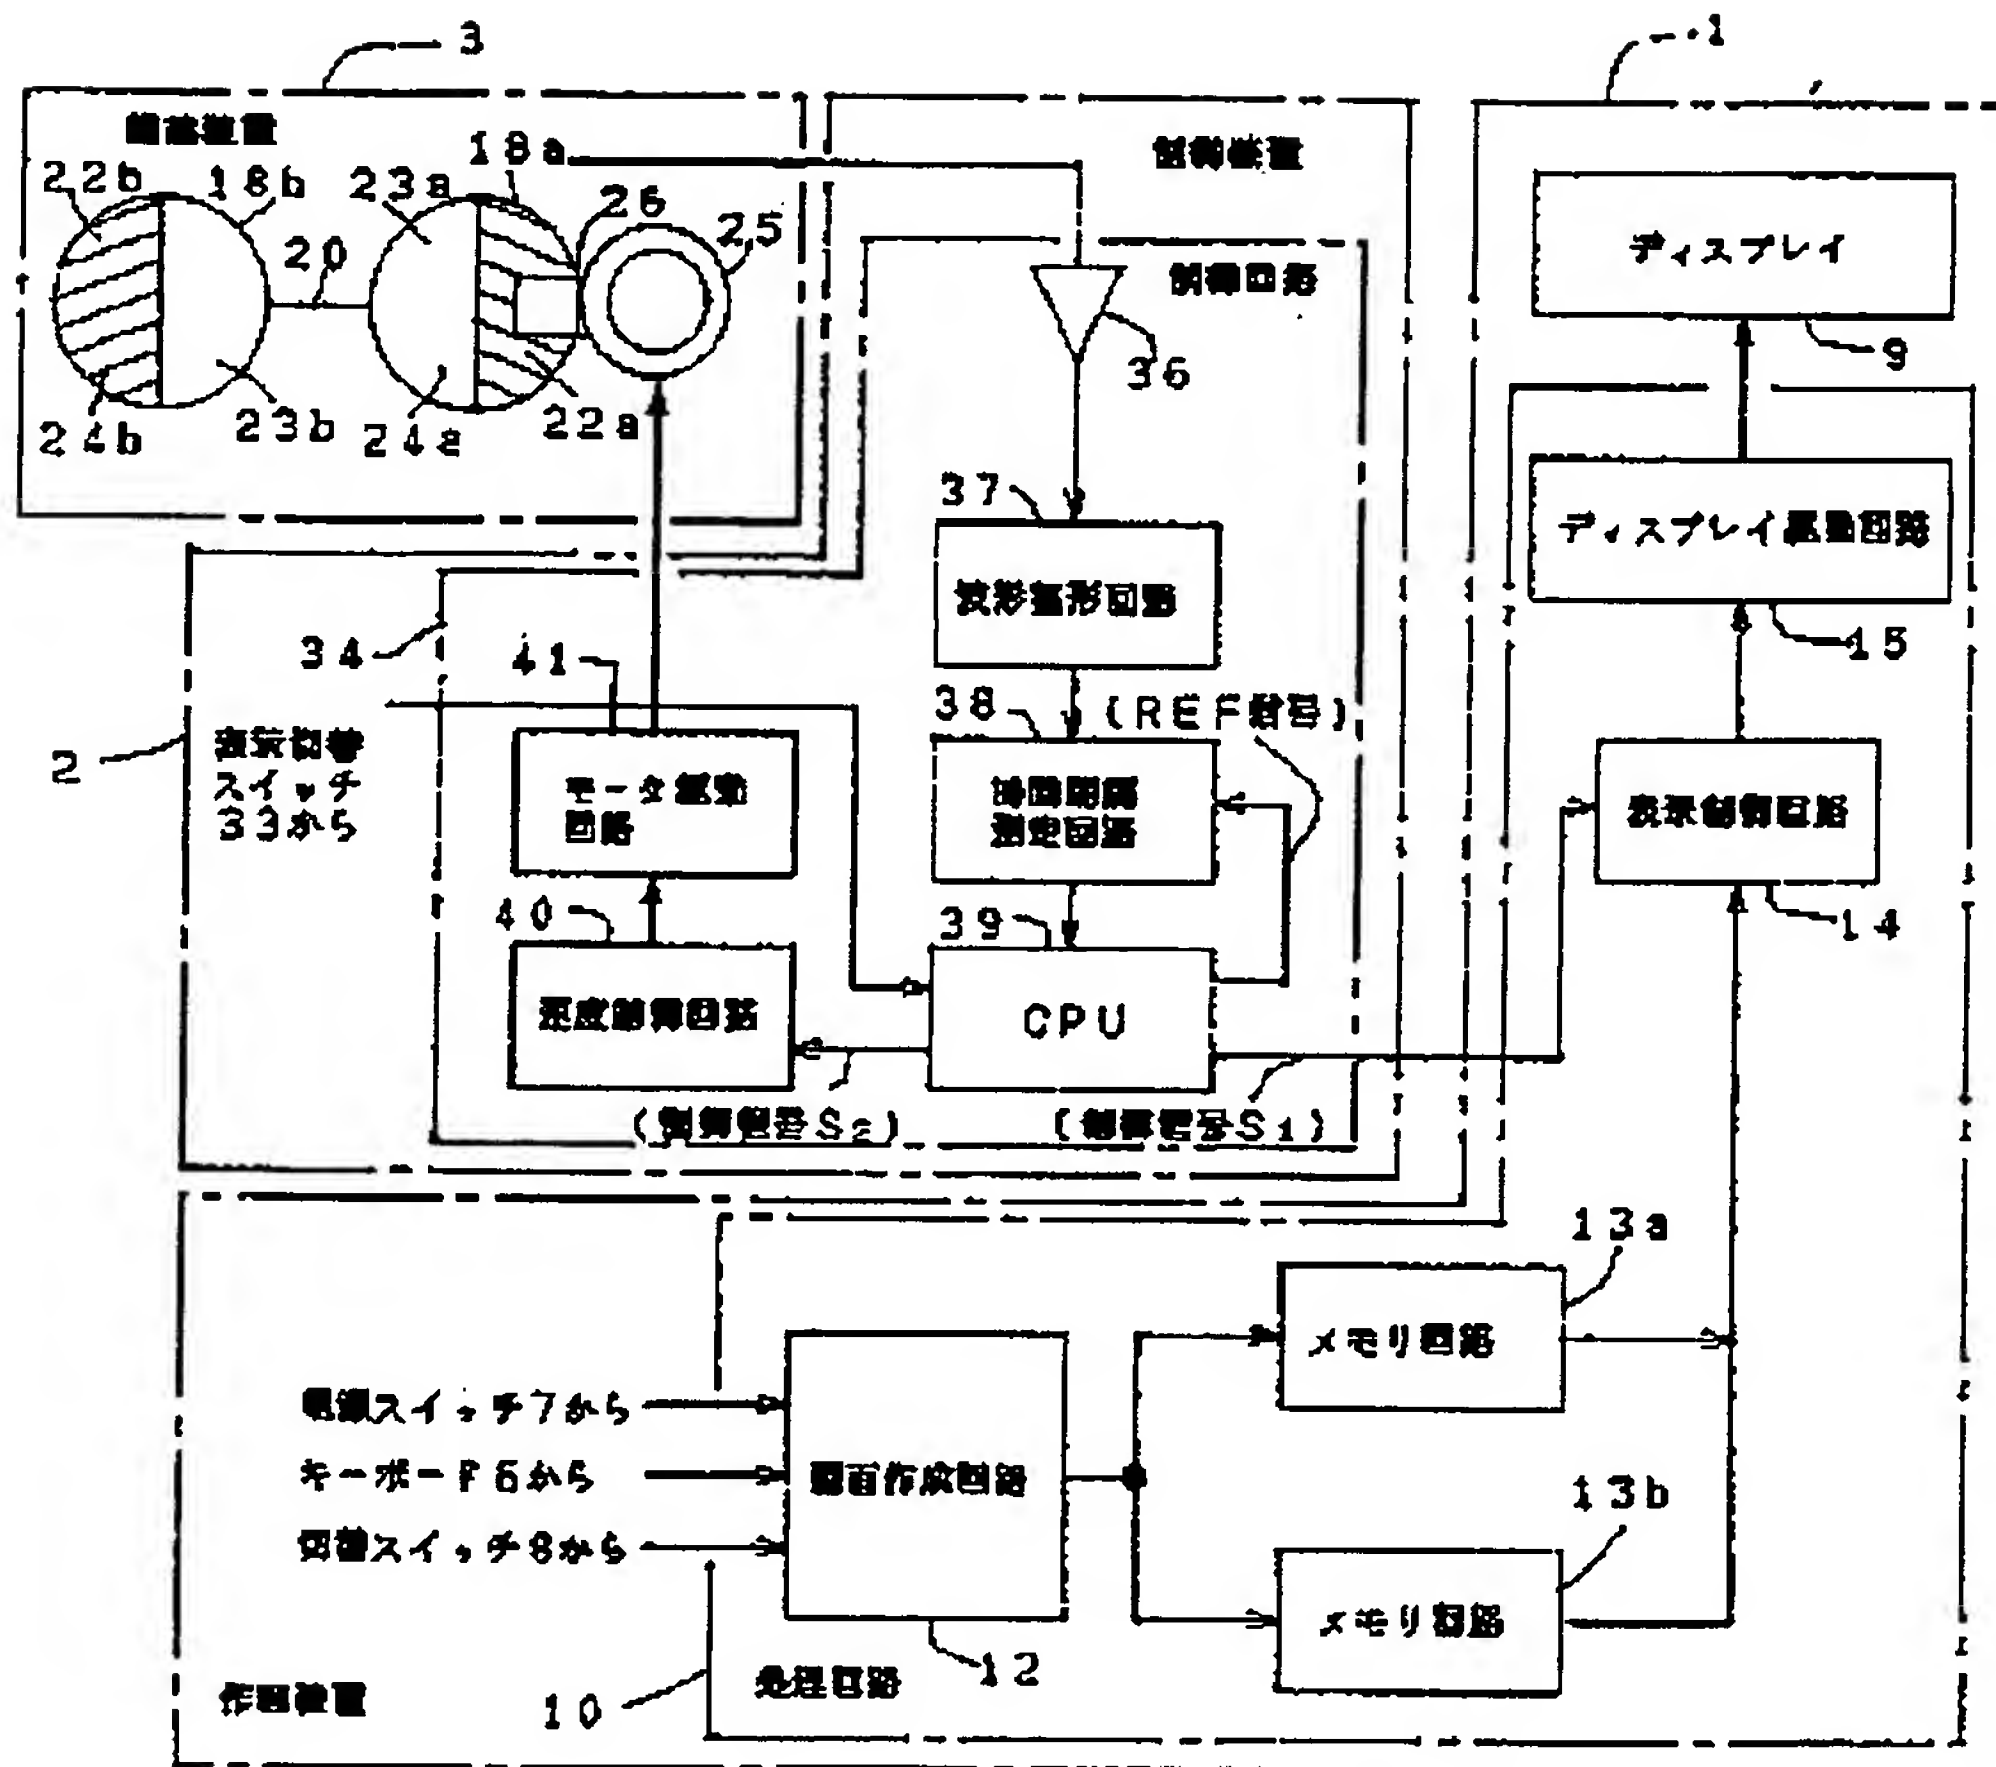 3
1
18a
制御装置
22b
18b
23a
26
25
20
制御回路
ディスプレイ
36
9
24b
23b
24a
22a
37
ディスプレイ駆動回路
波形整形回路
34
41
15
38
(REF信号)
2
表示切替
スイッチ
33から
モータ駆動
回路
時間間隔
測定回路
表示制御回路
40
39
14
速度制御回路
CPU
(制御信号S2)
(制御信号S1)
13a
メモリ回路
電源スイッチ7から
キーボード6から
画面作成回路
13b
切替スイッチ8から
メモリ回路
12
処理回路
作画装置
10